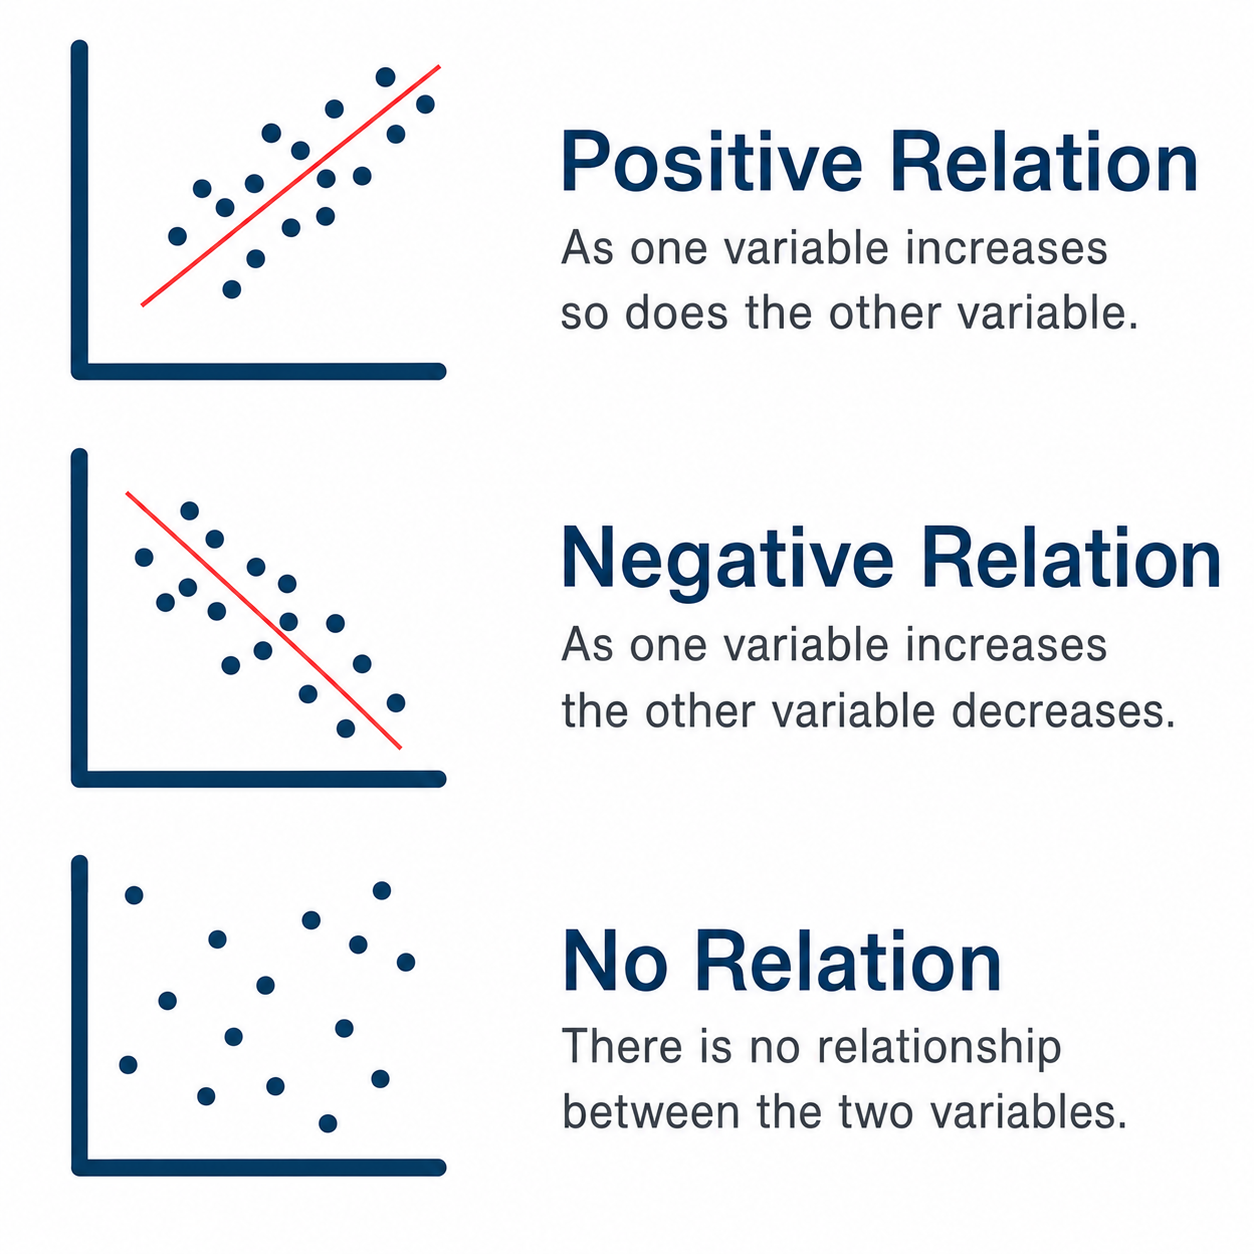 Positive Relation
As one variable increases
so does the other variable.
Negative Relation
As one variable increases
the other variable decreases.
No Relation
There is no relationship
between the two variables.